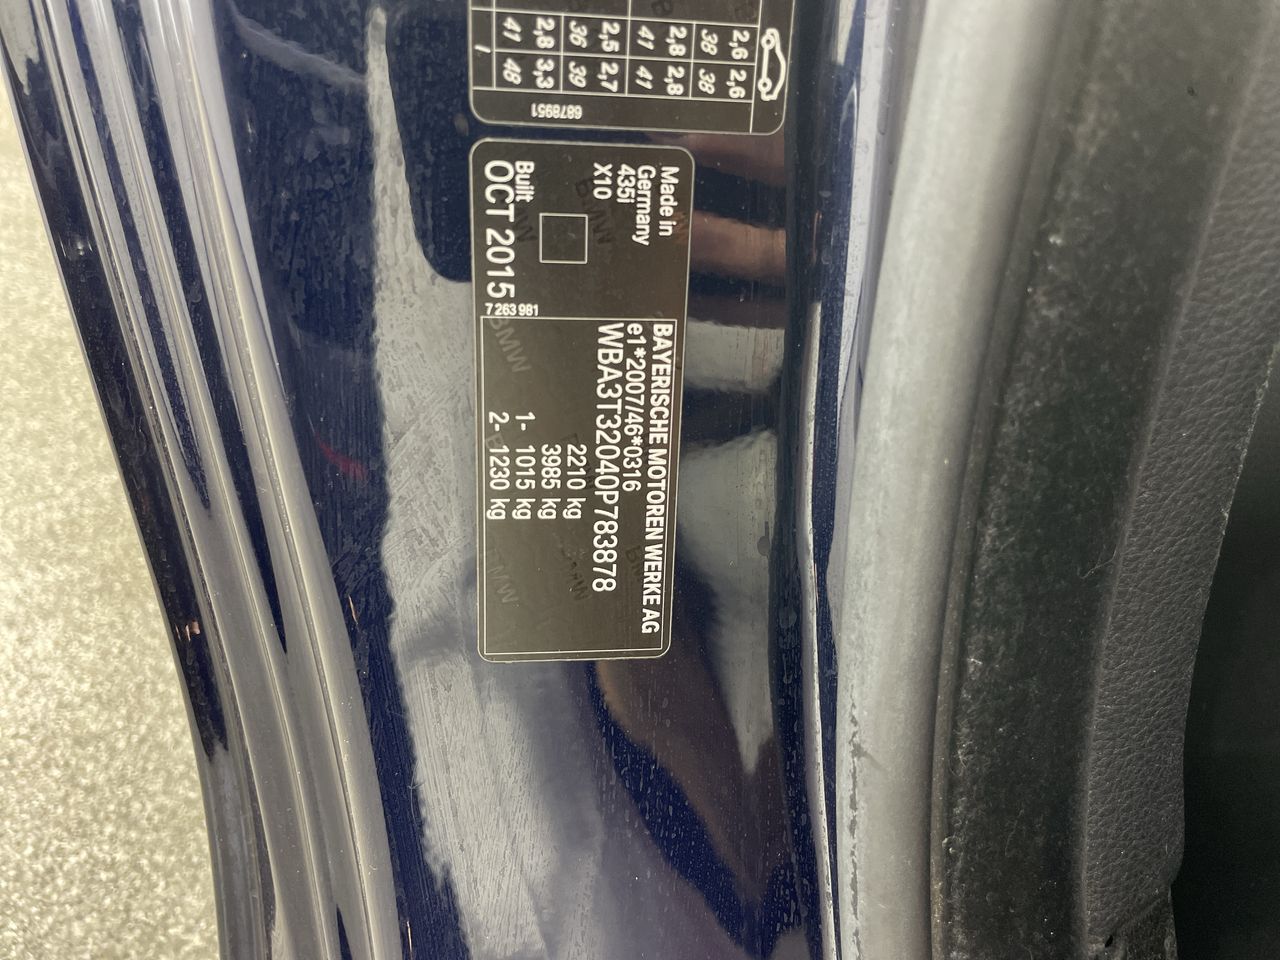 2,6 2,6
38 38
2,8 2,8
41 41
2,5 2,7
36 39
2,8 3,3
41 48
6878951
Made in
Germany
435i
X10
Built
OCT 2015
7 263 981
BAYERISCHE MOTOREN WERKE AG
e1*2007/46*0316
WBA3T32040P783878
2210 kg
3985 kg
1- 1015 kg
2- 1230 kg